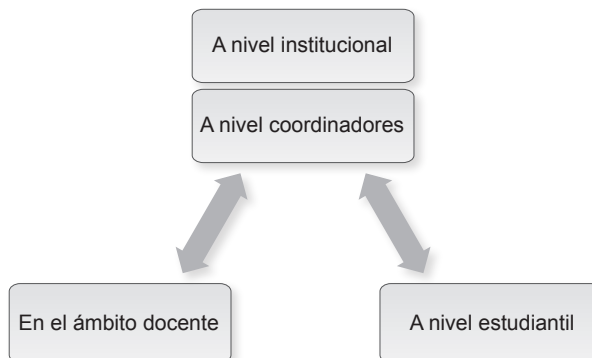 A nivel institucional
A nivel coordinadores
En el ámbito docente
A nivel estudiantil